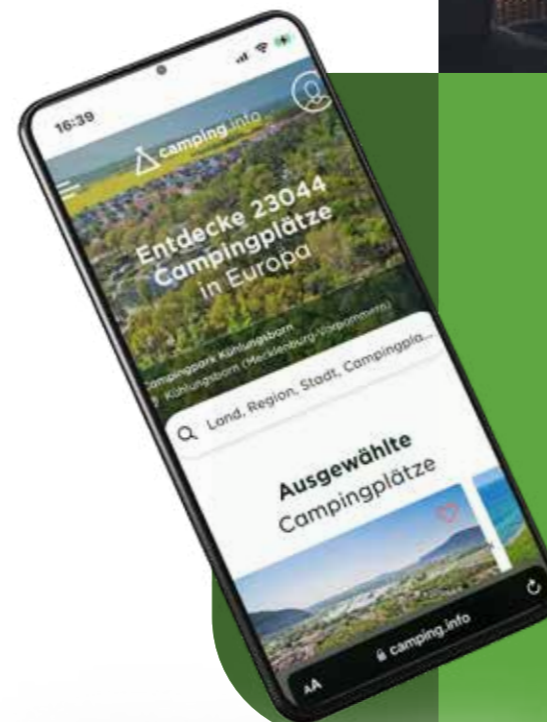 16:39
camping.info
Entdecke 23044
Campingplätze
in Europa
Campingpark Kühlungsborn
Kühlungsborn (Mecklenburg-Vorpommern)
Land, Region, Stadt, Campingpla...
Ausgewählte
Campingplätze
AA camping.info